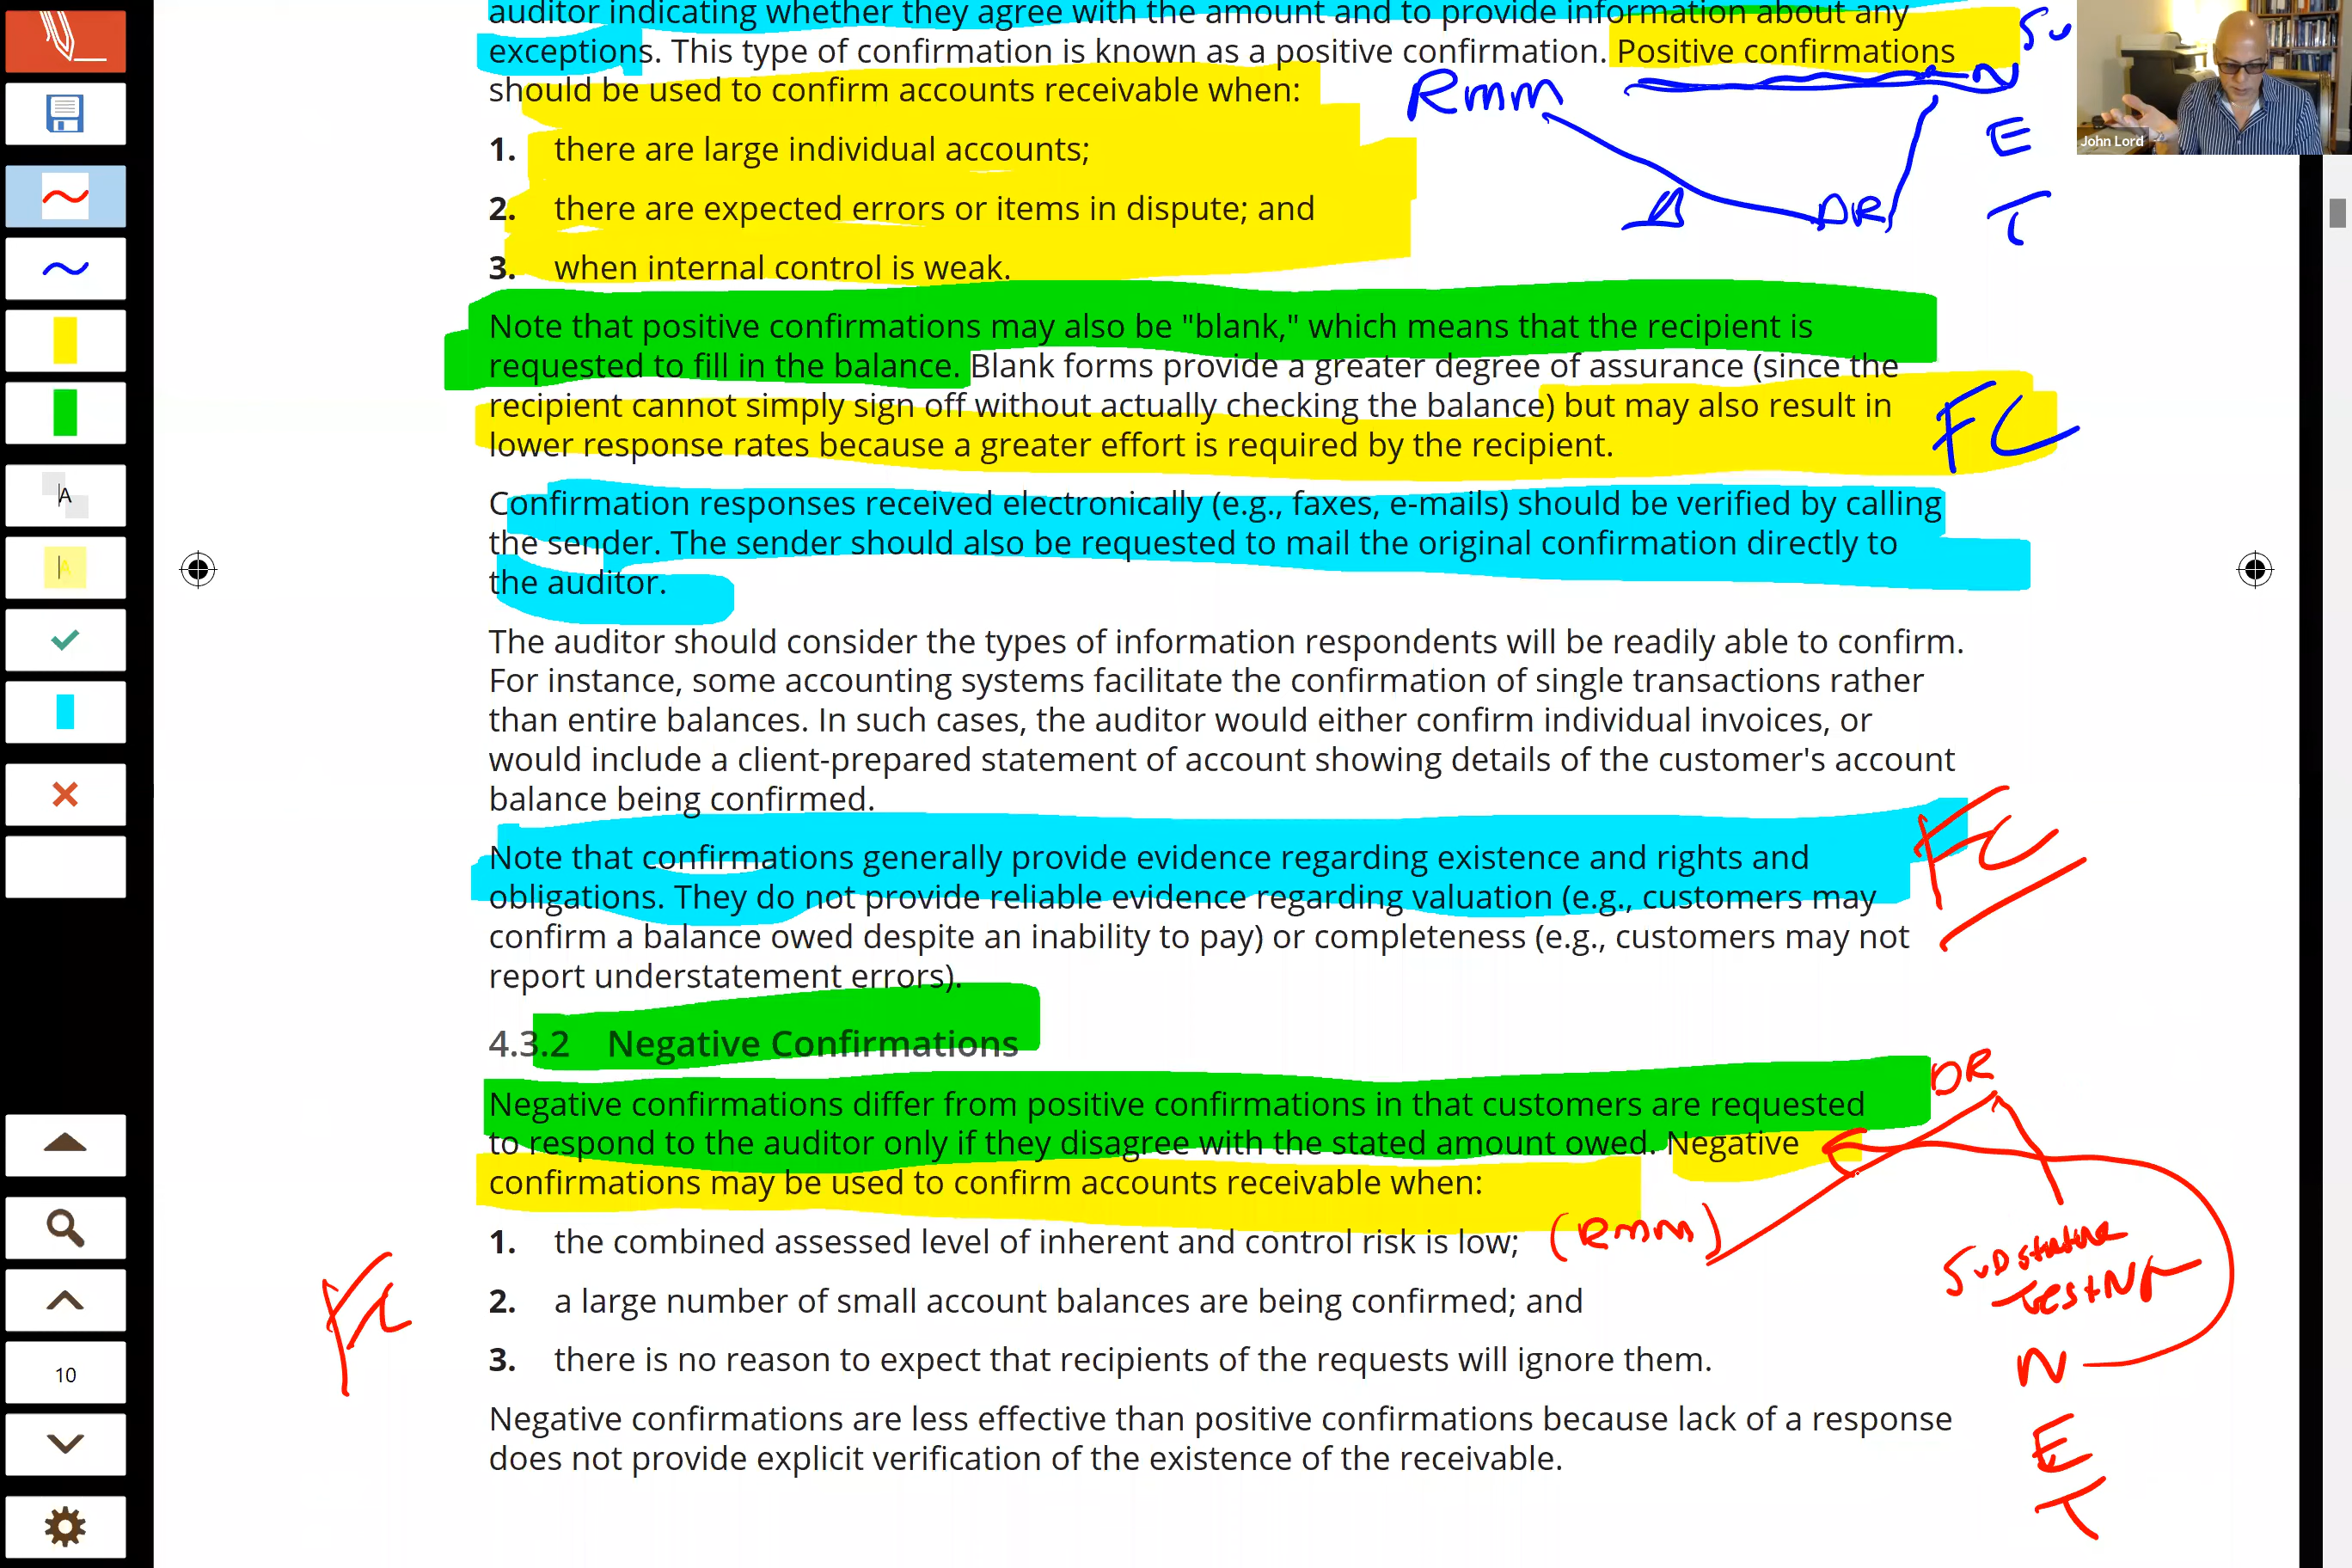 auditor indicating whether they agree with the amount and to provide information about any
exceptions. This type of confirmation is known as a positive confirmation. Positive confirmations
should be used to confirm accounts receivable when:
Rmm
N
E
T
John Lord
1. there are large individual accounts;
2. there are expected errors or items in dispute; and
DR
3. when internal control is weak.
Note that positive confirmations may also be "blank," which means that the recipient is
requested to fill in the balance. Blank forms provide a greater degree of assurance (since the
recipient cannot simply sign off without actually checking the balance) but may also result in
lower response rates because a greater effort is required by the recipient.
FC
Confirmation responses received electronically (e.g., faxes, e-mails) should be verified by calling
the sender. The sender should also be requested to mail the original confirmation directly to
the auditor.
The auditor should consider the types of information respondents will be readily able to confirm.
For instance, some accounting systems facilitate the confirmation of single transactions rather
than entire balances. In such cases, the auditor would either confirm individual invoices, or
would include a client-prepared statement of account showing details of the customer's account
balance being confirmed.
FC
Note that confirmations generally provide evidence regarding existence and rights and
obligations. They do not provide reliable evidence regarding valuation (e.g., customers may
confirm a balance owed despite an inability to pay) or completeness (e.g., customers may not
report understatement errors).
4.3.2 Negative Confirmations
DR
Negative confirmations differ from positive confirmations in that customers are requested
to respond to the auditor only if they disagree with the stated amount owed. Negative
confirmations may be used to confirm accounts receivable when:
1. the combined assessed level of inherent and control risk is low; (Rmm)
2. a large number of small account balances are being confirmed; and
FC
3. there is no reason to expect that recipients of the requests will ignore them.
N
E
T
Negative confirmations are less effective than positive confirmations because lack of a response
does not provide explicit verification of the existence of the receivable.
A
A
10